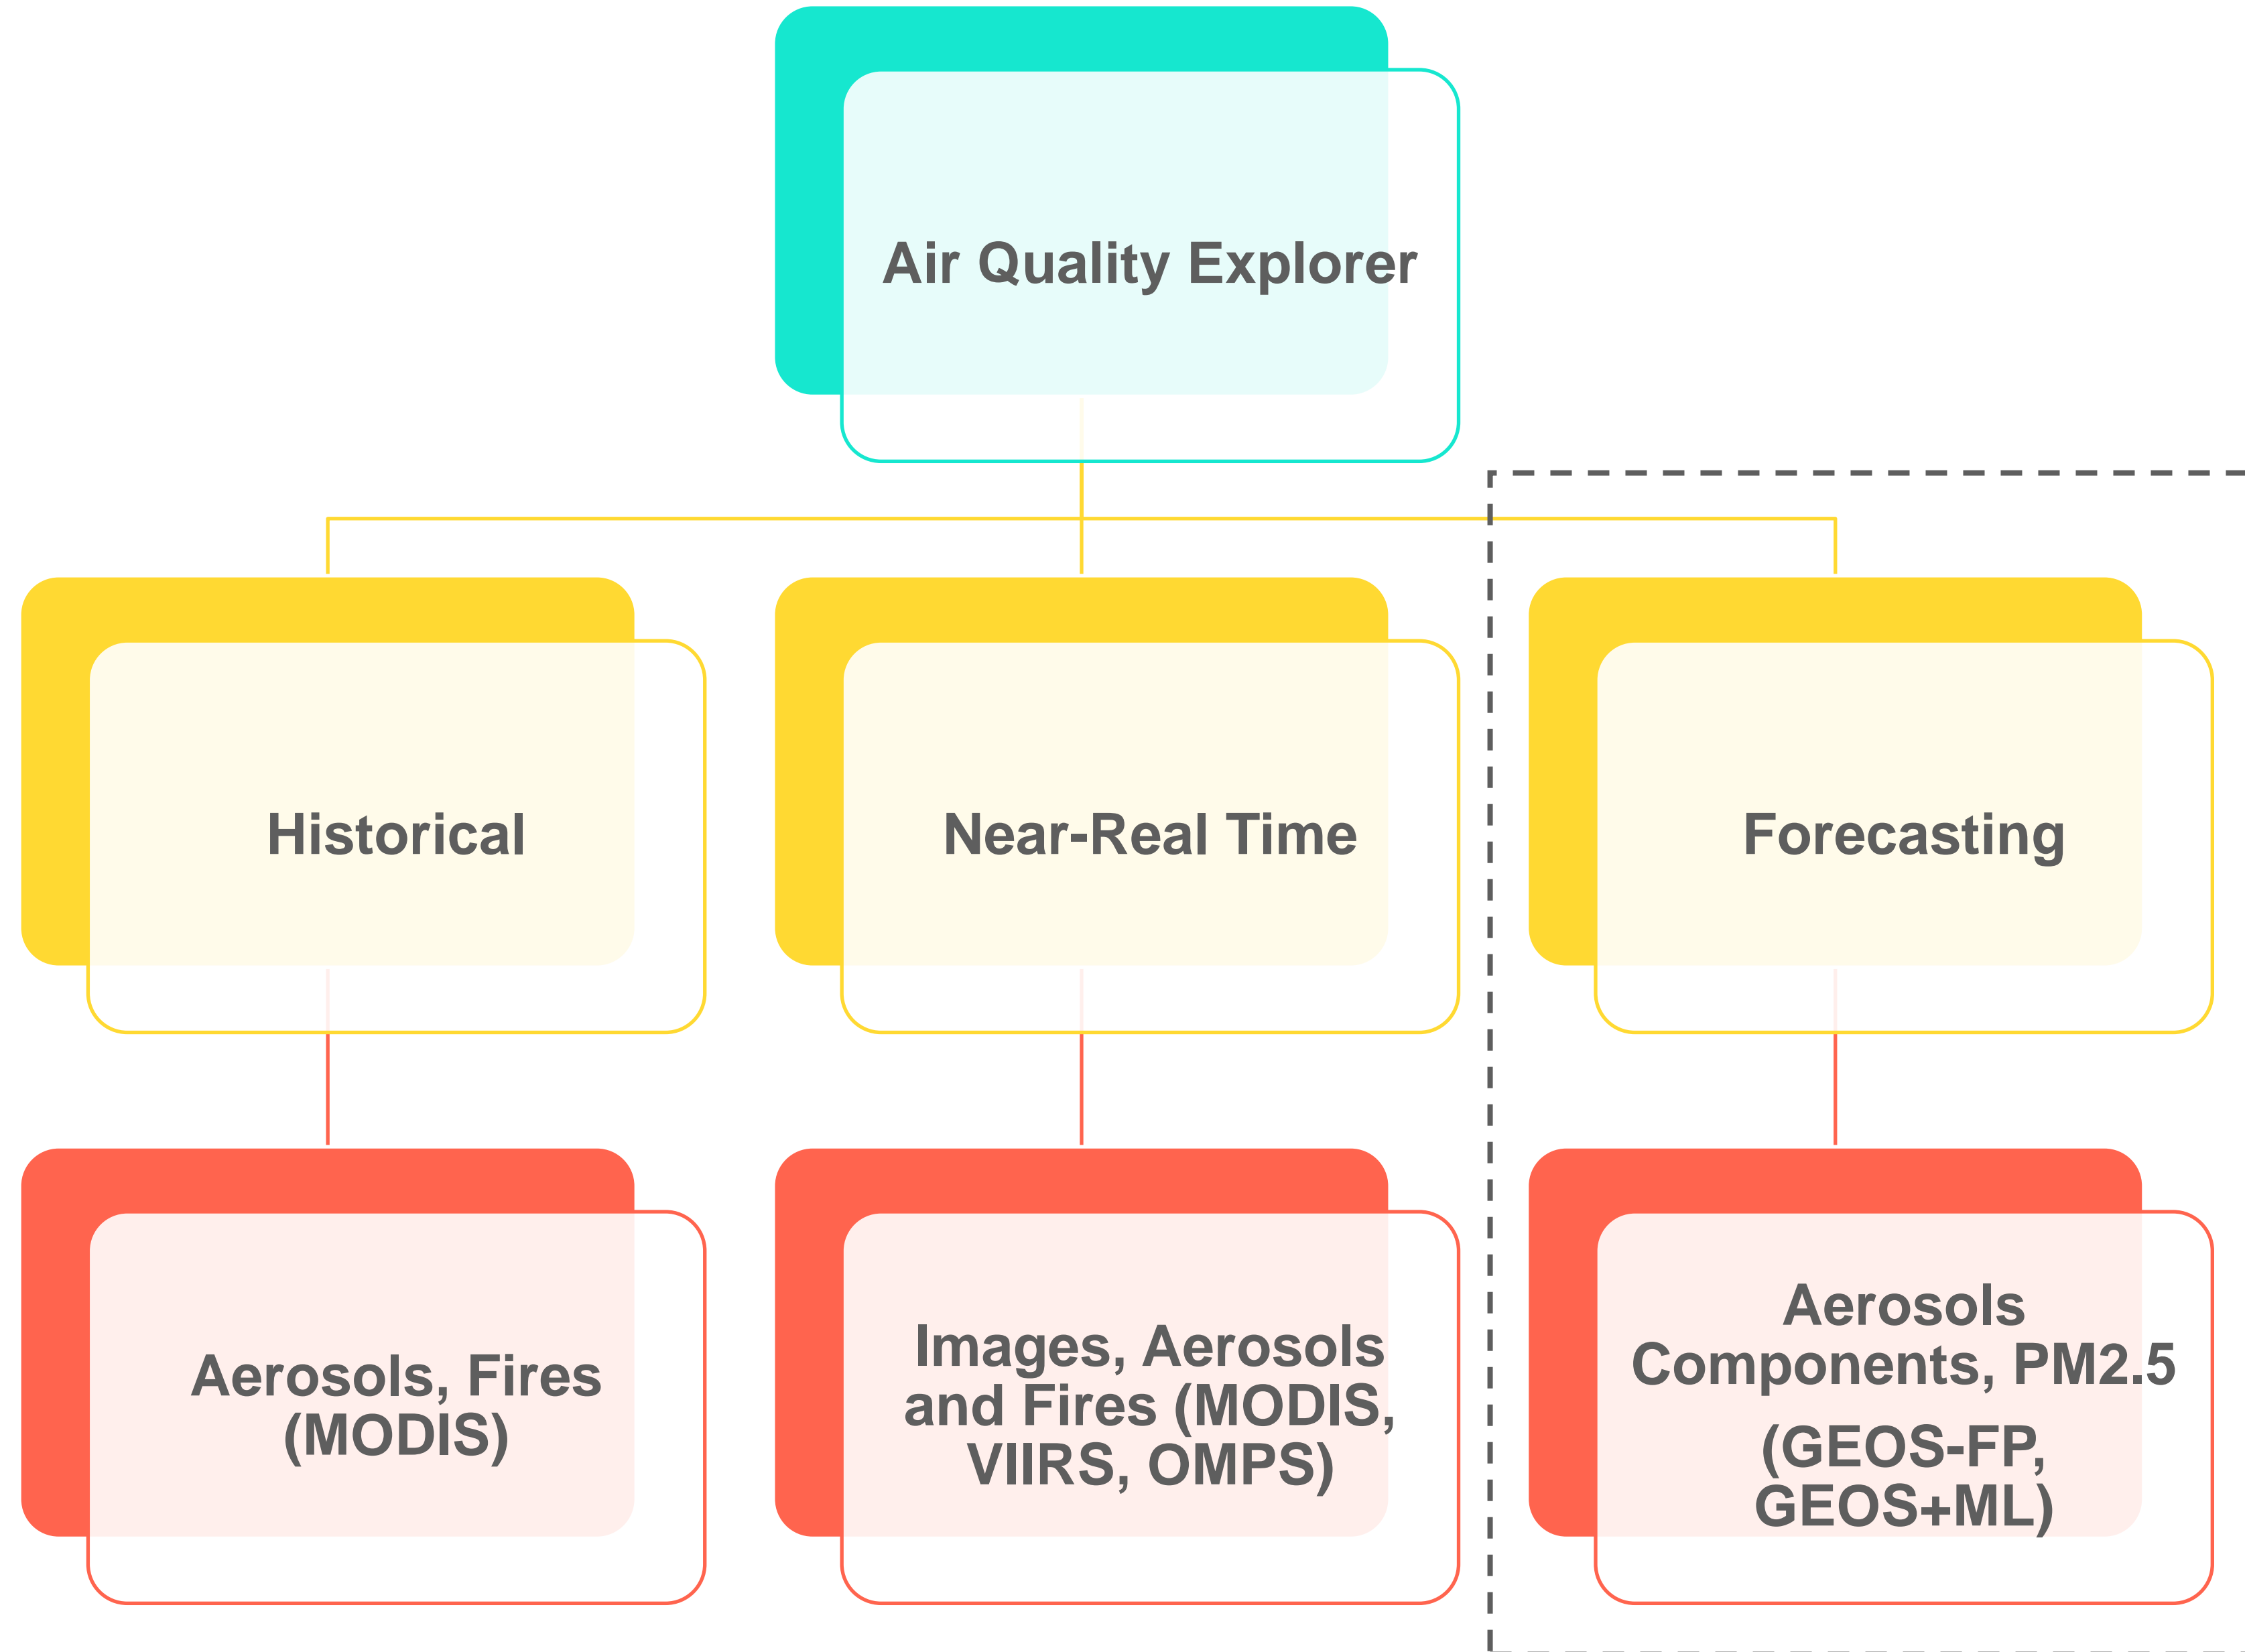 Air Quality Explorer
Historical
Near-Real Time
Forecasting
Aerosols, Fires
(MODIS)
Images, Aerosols
and Fires (MODIS,
VIIRS, OMPS)
Aerosols
Components, PM2.5
(GEOS-FP,
GEOS+ML)